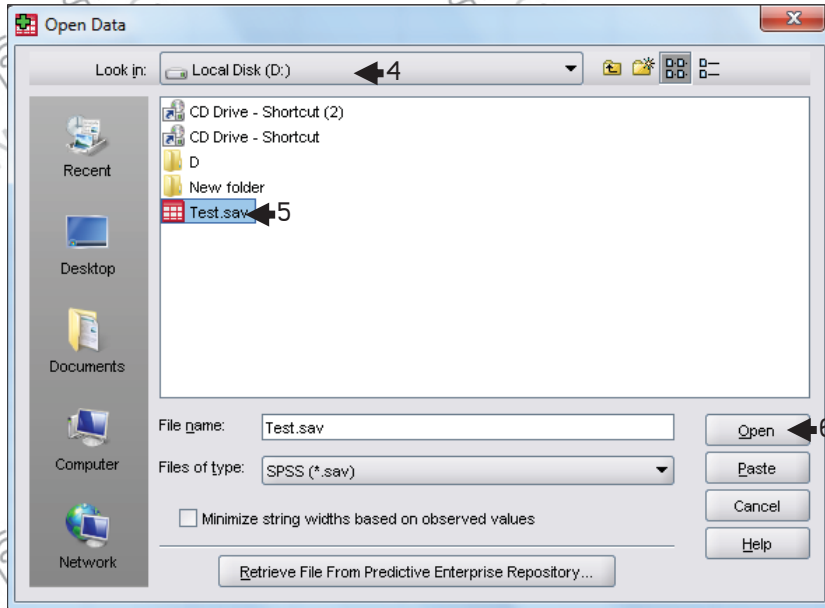 Open Data
Look in: Local Disk (D:) 4
CD Drive - Shortcut (2)
CD Drive - Shortcut
D
New folder
Test.sav 5
Recent
Desktop
Documents
Computer
Network
File name: Test.sav
Files of type: SPSS (*.sav)
Minimize string widths based on observed values
Retrieve File From Predictive Enterprise Repository...
Open 6
Paste
Cancel
Help